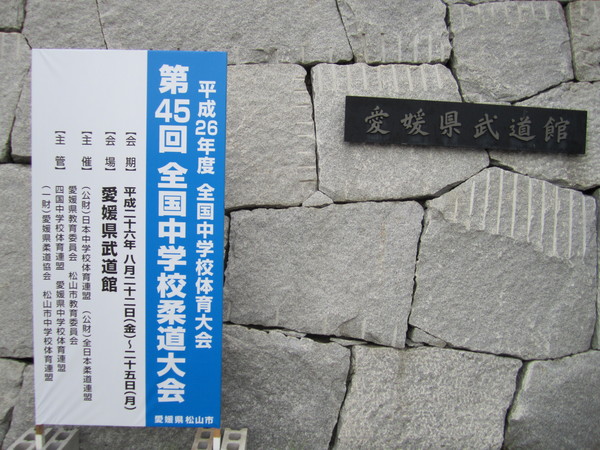 平成26年度 全国中学校体育大会
第45回 全国中学校柔道大会
愛媛県 松山市
【会期】 平成二十六年 八月二十二日(金)〜二十五日(月)
【会場】 愛媛県武道館
【主催】 (公財)日本中学校体育連盟 (公財)全日本柔道連盟
愛媛県教育委員会 松山市教育委員会
【主管】 四国中学校体育連盟 愛媛県中学校体育連盟
(一財)愛媛県柔道協会 松山市中学校体育連盟
愛媛県武道館